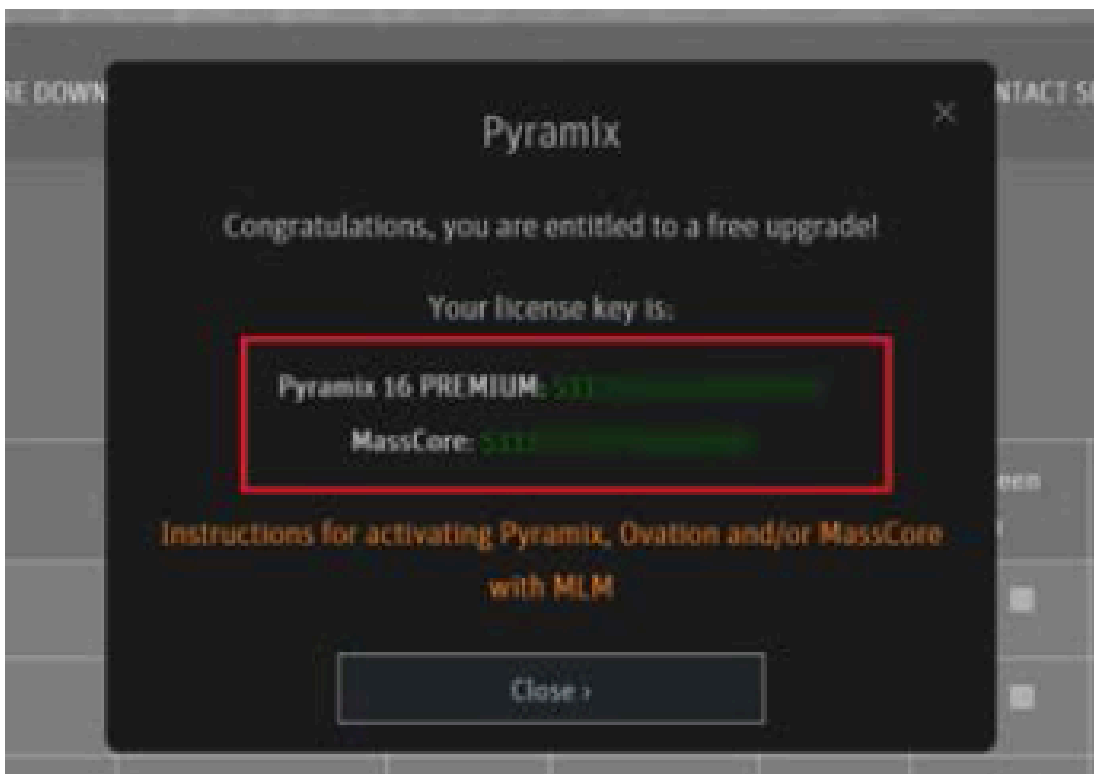 Pyramix
Congratulations, you are entitled to a free upgrade!
Your license key is:
Pyramix 16 PREMIUM:
MassCore:
Instructions for activating Pyramix, Ovation and/or MassCore
with MLM
Close ›